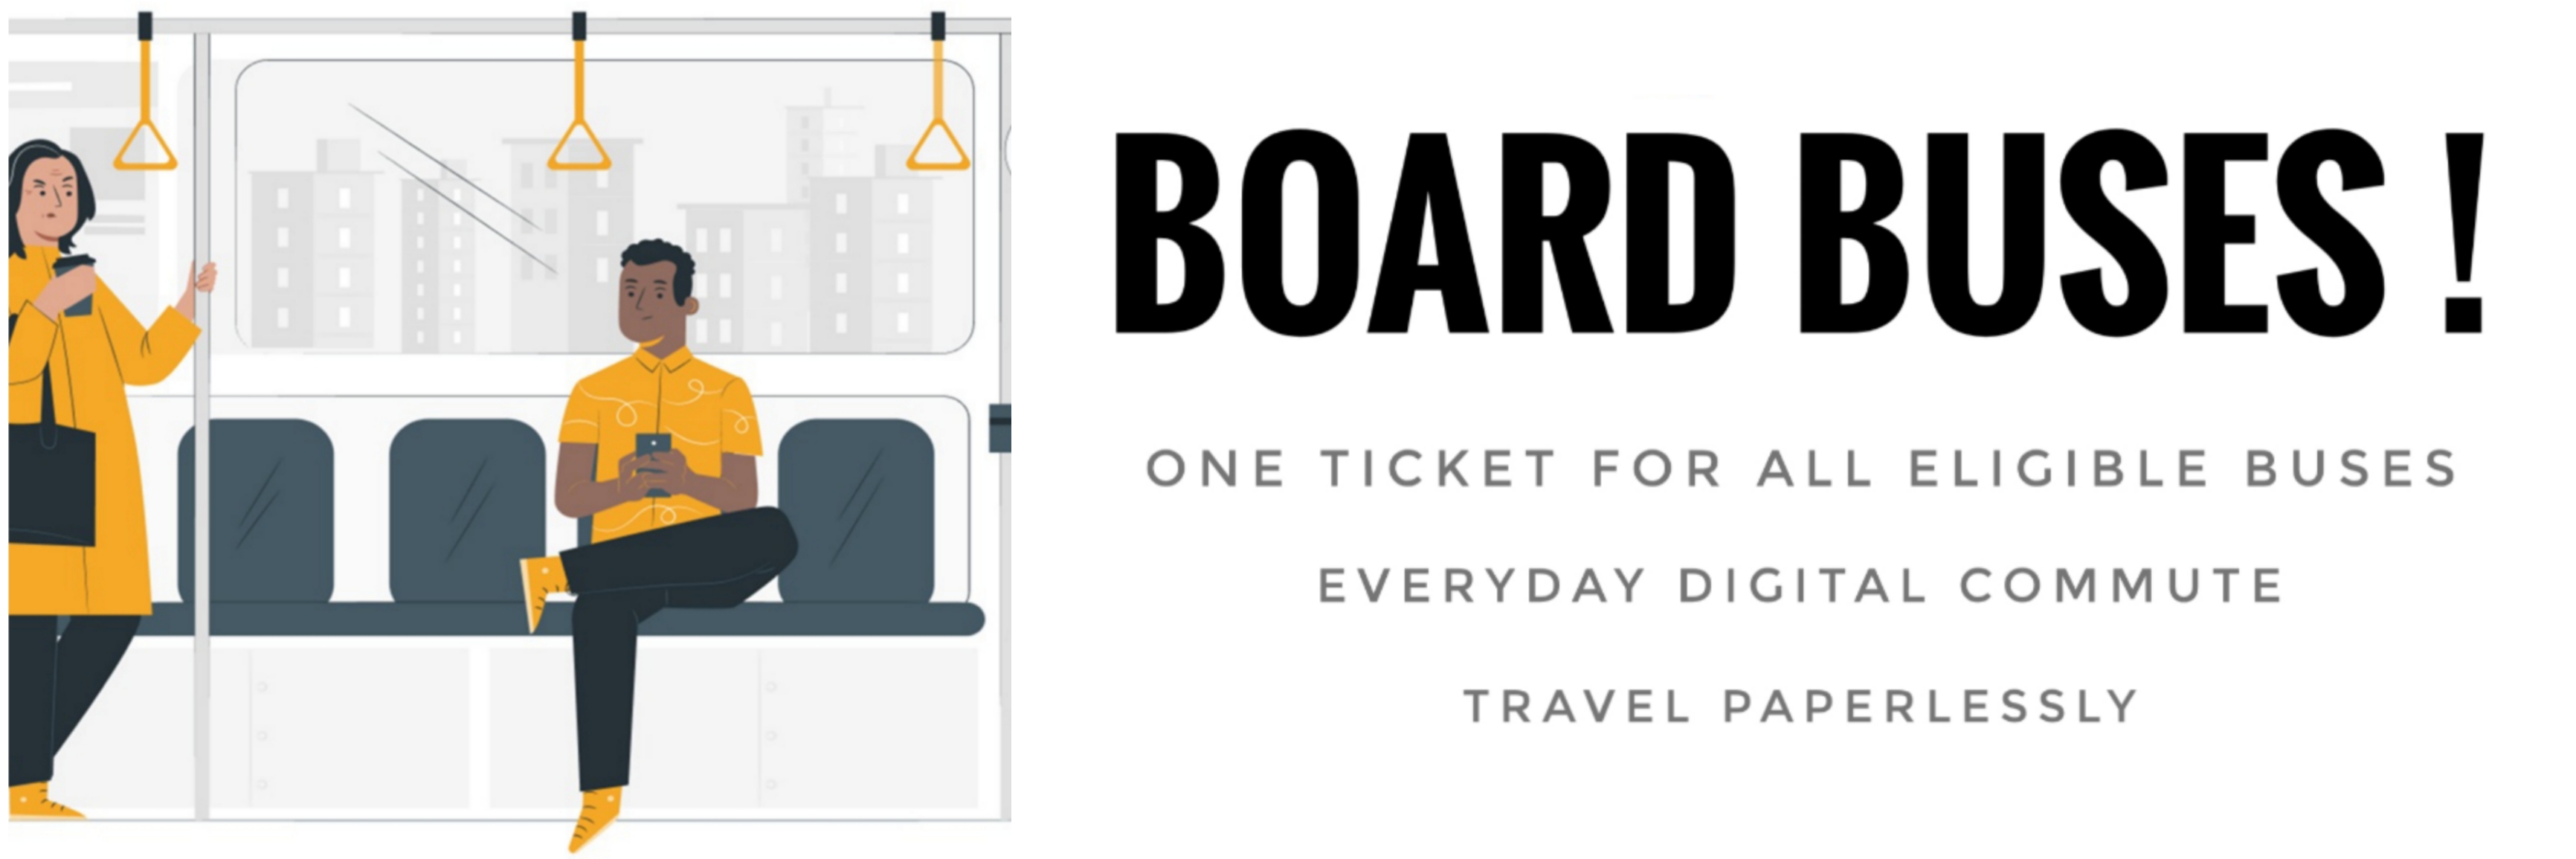 BOARD BUSES !
ONE TICKET FOR ALL ELIGIBLE BUSES
EVERYDAY DIGITAL COMMUTE
TRAVEL PAPERLESSLY